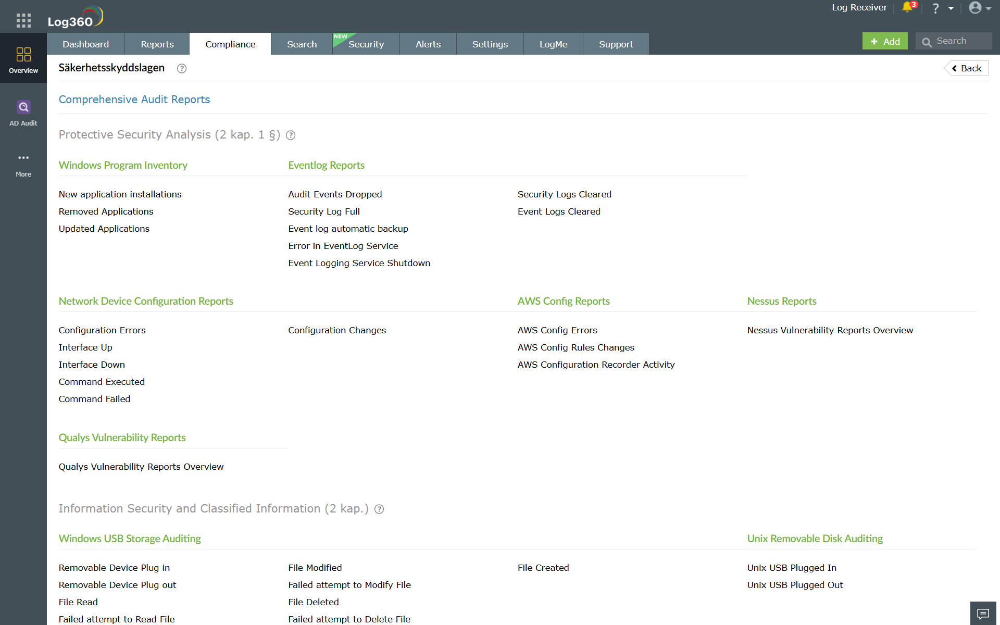 Log360
Log Receiver
3
?
Dashboard
Reports
Compliance
Search
NEW
Security
Alerts
Settings
LogMe
Support
+ Add
Search
Overview
AD Audit
More
Säkerhetsskyddslagen ?
Back
Comprehensive Audit Reports
Protective Security Analysis (2 kap. 1 §) ?
Windows Program Inventory
New application installations
Removed Applications
Updated Applications
Eventlog Reports
Audit Events Dropped
Security Log Full
Event log automatic backup
Error in EventLog Service
Event Logging Service Shutdown
Security Logs Cleared
Event Logs Cleared
Network Device Configuration Reports
Configuration Errors
Interface Up
Interface Down
Command Executed
Command Failed
Configuration Changes
AWS Config Reports
AWS Config Errors
AWS Config Rules Changes
AWS Configuration Recorder Activity
Nessus Reports
Nessus Vulnerability Reports Overview
Qualys Vulnerability Reports
Qualys Vulnerability Reports Overview
Information Security and Classified Information (2 kap.) ?
Windows USB Storage Auditing
Removable Device Plug in
Removable Device Plug out
File Read
Failed attempt to Read File
File Modified
Failed attempt to Modify File
File Deleted
Failed attempt to Delete File
File Created
Unix Removable Disk Auditing
Unix USB Plugged In
Unix USB Plugged Out